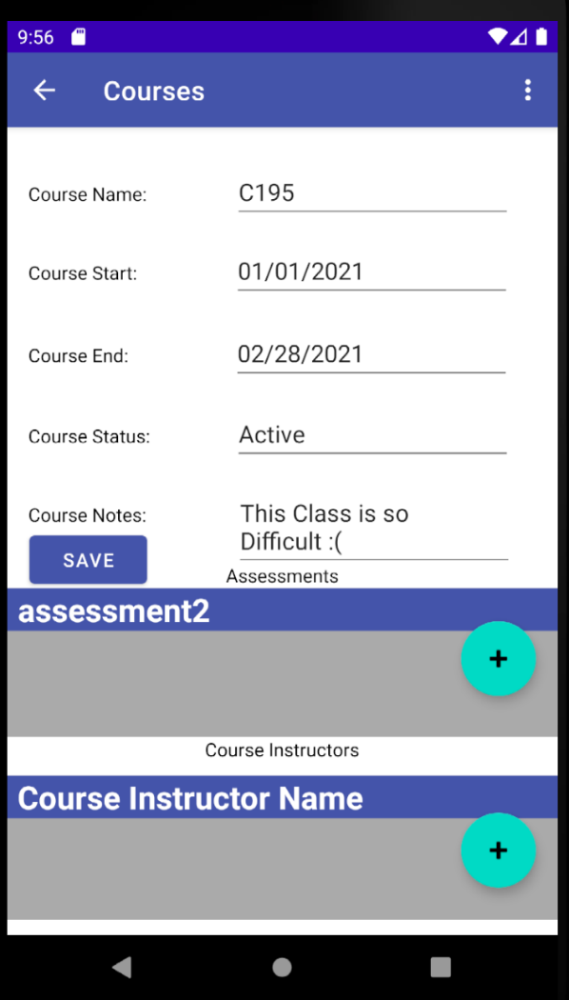 9:56
Courses
Course Name: C195
Course Start: 01/01/2021
Course End: 02/28/2021
Course Status: Active
Course Notes: This Class is so
Difficult :(
SAVE
Assessments
assessment2
+
Course Instructors
Course Instructor Name
+